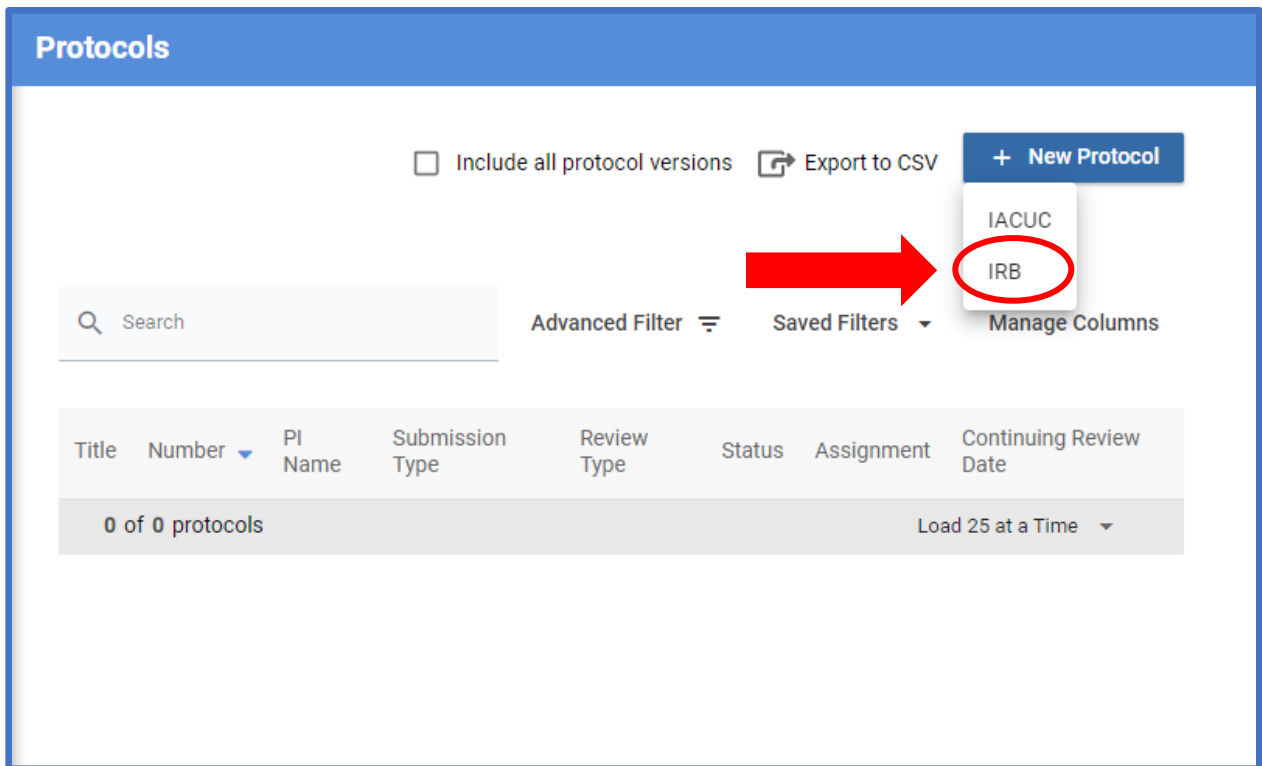 Protocols
Include all protocol versions Export to CSV + New Protocol
IACUC
IRB
Search Advanced Filter Saved Filters Manage Columns
Title Number PI Name Submission Type Review Type Status Assignment Continuing Review Date
0 of 0 protocols Load 25 at a Time